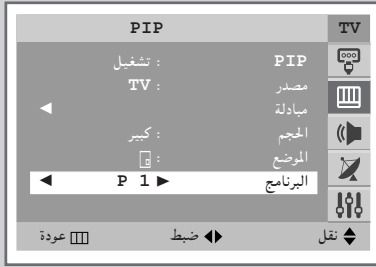 TV
PIP
PIP : تشغيل
مصدر : TV
مبادلة ◄
الحجم : كبير
الموضع :
البرنامج ◄ P 1 ►
نقل ضبط عودة